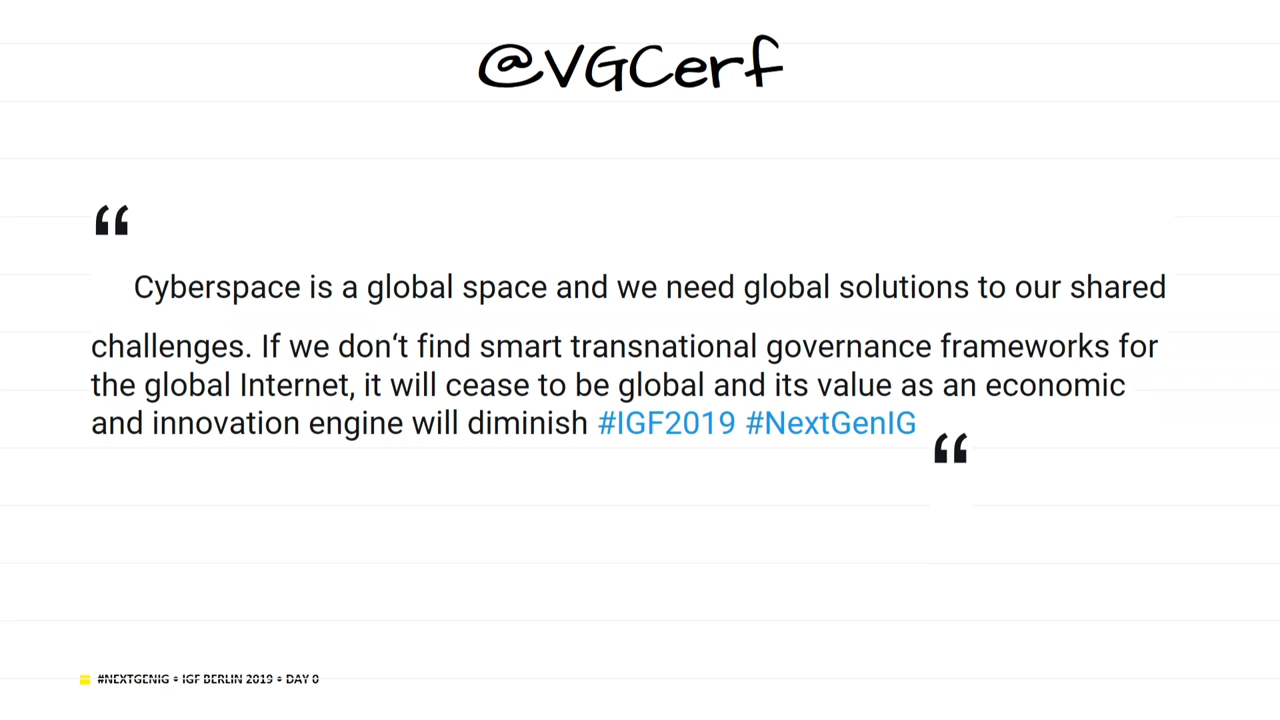 @VGCerf
“
Cyberspace is a global space and we need global solutions to our shared
challenges. If we don‘t find smart transnational governance frameworks for
the global Internet, it will cease to be global and its value as an economic
and innovation engine will diminish #IGF2019 #NextGenIG
“
#NEXTGENIG • IGF BERLIN 2019 • DAY 0